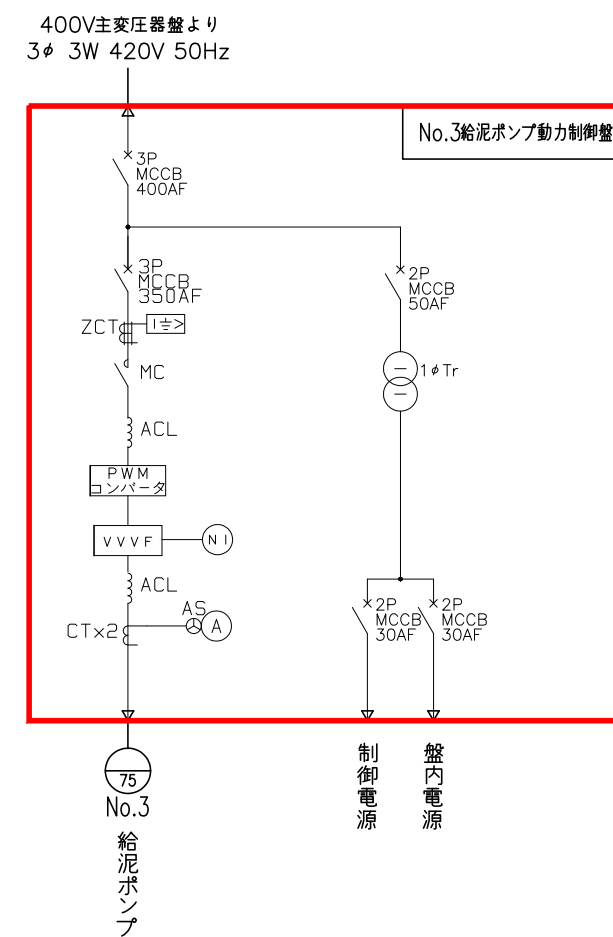 400V主変圧器盤より
3φ 3W 420V 50Hz
No.3給泥ポンプ動力制御盤
3P
MCCB
400AF
3P
MCCB
350AF
2P
MCCB
50AF
ZCT
I⏚>
MC
1φTr
ACL
PWM
コンバータ
VVVF
NI
ACL
AS
A
CT×2
2P
MCCB
30AF
2P
MCCB
30AF
75
No.3
給泥ポンプ
制御電源
盤内電源